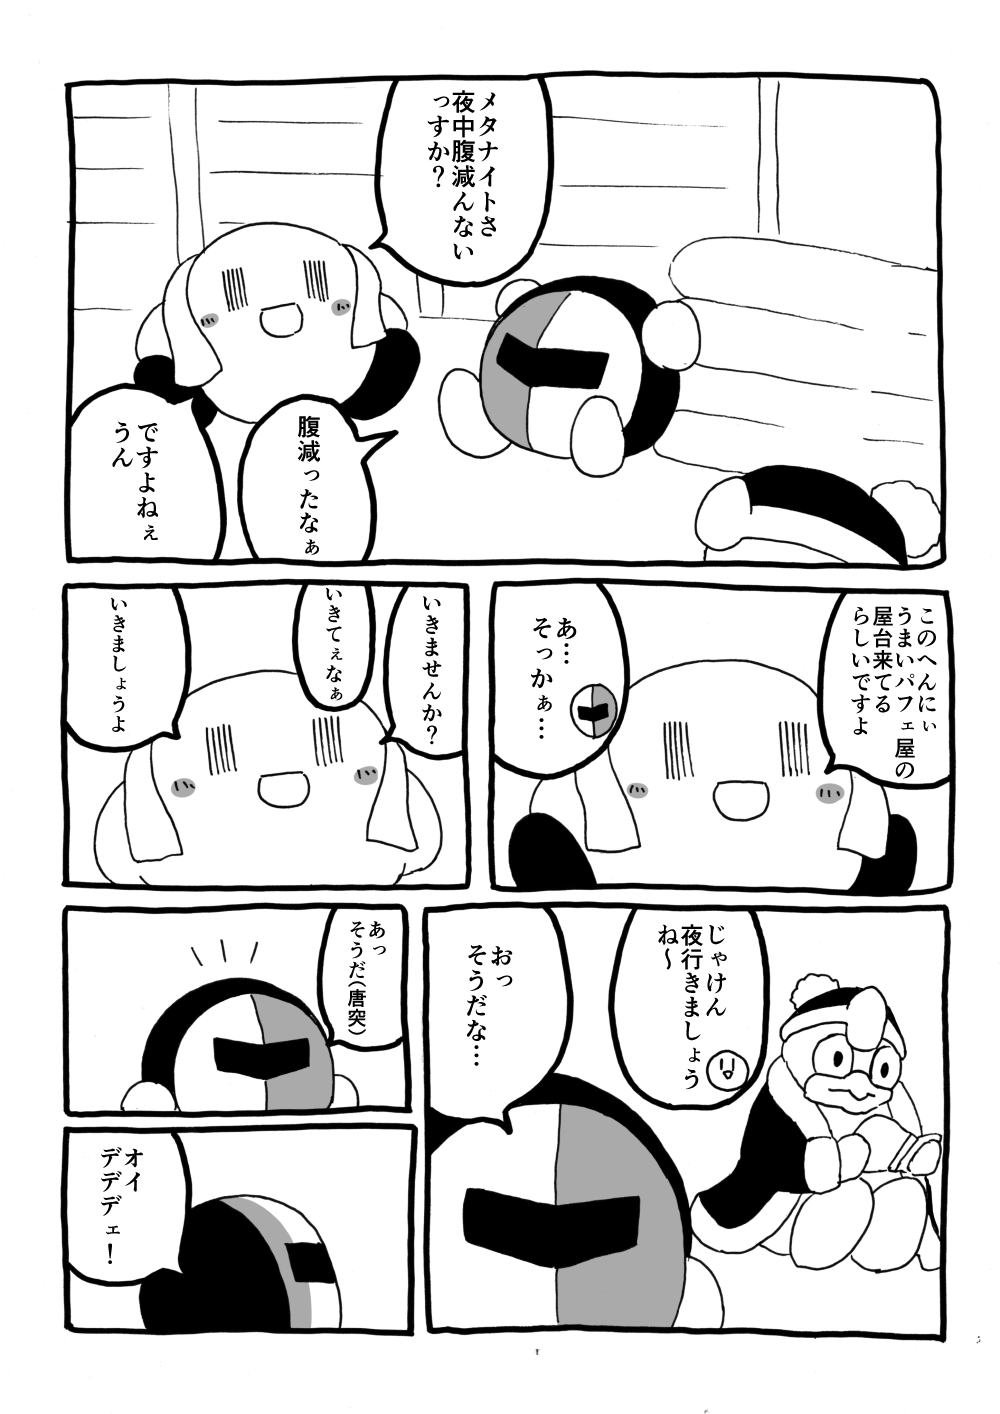 メタナイトさ
夜中腹減んない
っすか?
腹減ったなぁ
ですよねぇ
うん
このへんにぃ
うまいパフェ屋の
屋台来てる
らしいですよ
あ…
そっかぁ…
いきませんか?
いきてぇなぁ
いきましょうよ
じゃけん
夜行きましょう
ね~
おっ
そうだな…
あっ
そうだ(唐突)
オイ
デデデェ!